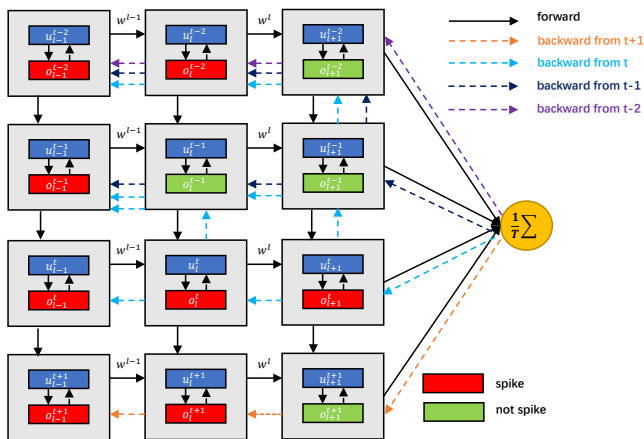 w^{l-1} w^l
u_{l-1}^{t-2} u_l^{t-2} u_{l+1}^{t-2}
o_{l-1}^{t-2} o_l^{t-2} o_{l+1}^{t-2}
w^{l-1} w^l
u_{l-1}^{t-1} u_l^{t-1} u_{l+1}^{t-1}
o_{l-1}^{t-1} o_l^{t-1} o_{l+1}^{t-1}
w^{l-1} w^l
u_{l-1}^t u_l^t u_{l+1}^t
o_{l-1}^t o_l^t o_{l+1}^t
w^{l-1} w^l
u_{l-1}^{t+1} u_l^{t+1} u_{l+1}^{t+1}
o_{l-1}^{t+1} o_l^{t+1} o_{l+1}^{t+1}
forward
backward from t+1
backward from t
backward from t-1
backward from t-2
\frac{1}{T}∑
spike
not spike